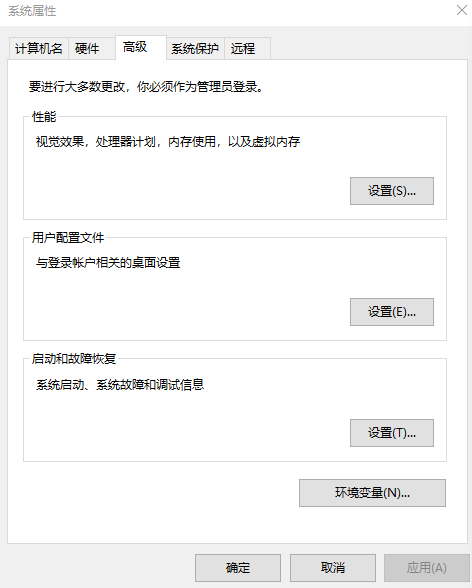 系统属性
计算机名 硬件 高级 系统保护 远程
要进行大多数更改，你必须作为管理员登录。
性能
视觉效果，处理器计划，内存使用，以及虚拟内存
设置(S)...
用户配置文件
与登录帐户相关的桌面设置
设置(E)...
启动和故障恢复
系统启动、系统故障和调试信息
设置(T)...
环境变量(N)...
确定 取消 应用(A)